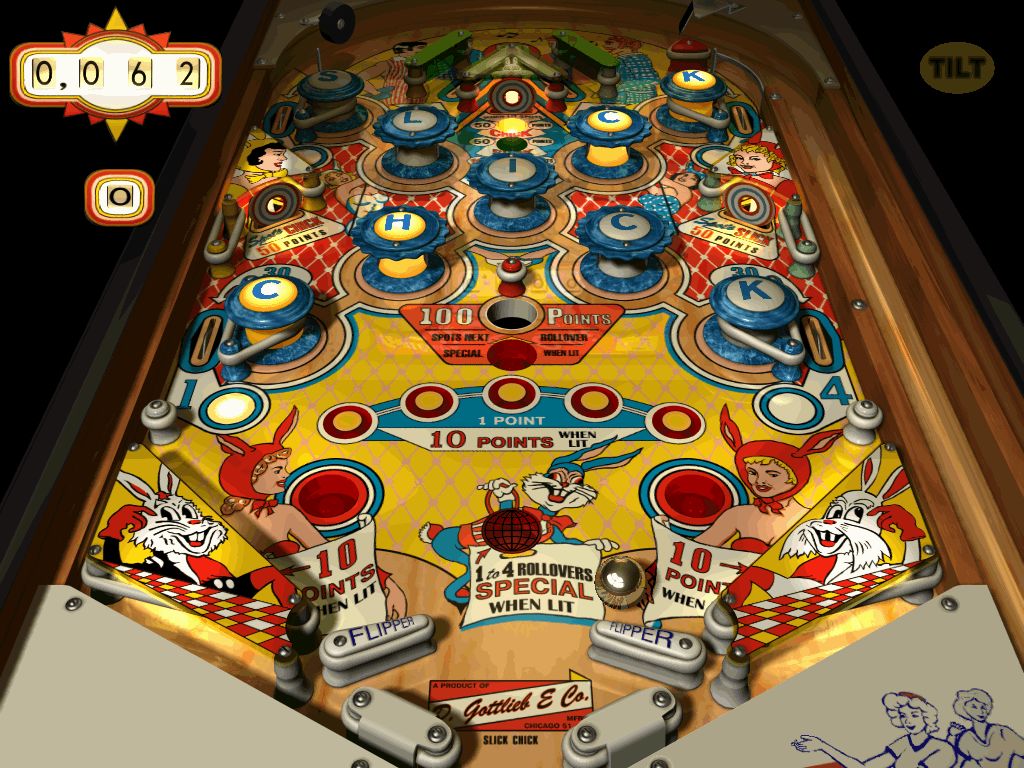 0,062
0
TILT
S
K
L
C
I
H
C
C
K
50 POINTS
50 POINTS
30
30
100 POINTS
SPOTS NEXT ROLLOVER
SPECIAL WHEN LIT
1
4
1 POINT
10 POINTS WHEN LIT
10
POINTS
WHEN LIT
1 to 4 ROLLOVERS
SPECIAL
WHEN LIT
10
POINT
WHEN
FLIPPER
FLIPPER
A PRODUCT OF
D. Gottlieb & Co.
CHICAGO 51
SLICK CHICK